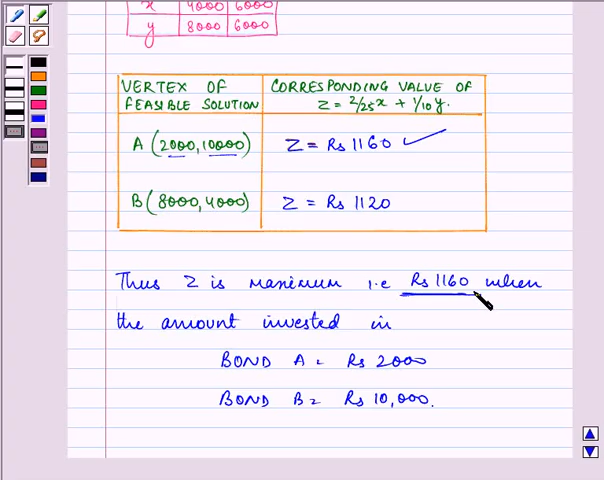 x 4000 6000
y 8000 6000
VERTEX OF FEASIBLE SOLUTION
CORRESPONDING VALUE OF Z = 2/25x + 1/10y.
A (2000, 10000) Z = Rs 1160 ✓
B (8000, 4000) Z = Rs 1120
Thus Z is maximum i.e Rs 1160 when
the amount invested in
BOND A = Rs 2000
BOND B = Rs 10,000.